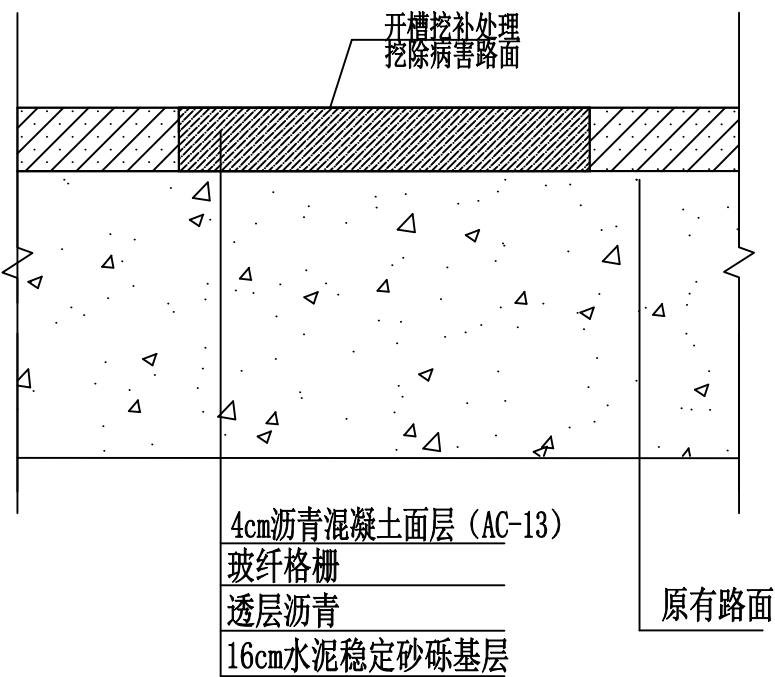 开槽挖补处理
挖除病害路面
4cm沥青混凝土面层（AC-13）
玻纤格栅
透层沥青
16cm水泥稳定砂砾基层
原有路面